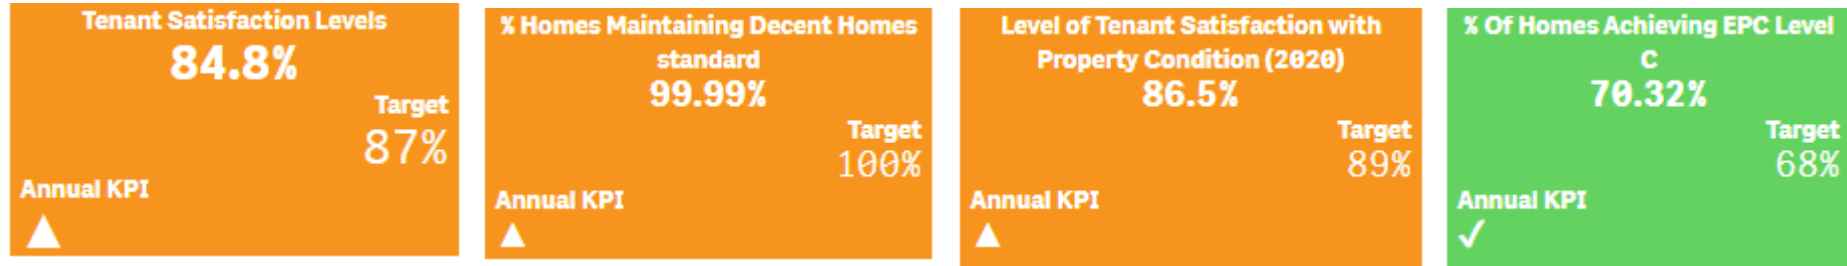 Tenant Satisfaction Levels
84.8%
Target
87%
Annual KPI
% Homes Maintaining Decent Homes
standard
99.99%
Target
100%
Annual KPI
Level of Tenant Satisfaction with
Property Condition (2020)
86.5%
Target
89%
Annual KPI
% Of Homes Achieving EPC Level
C
70.32%
Target
68%
Annual KPI